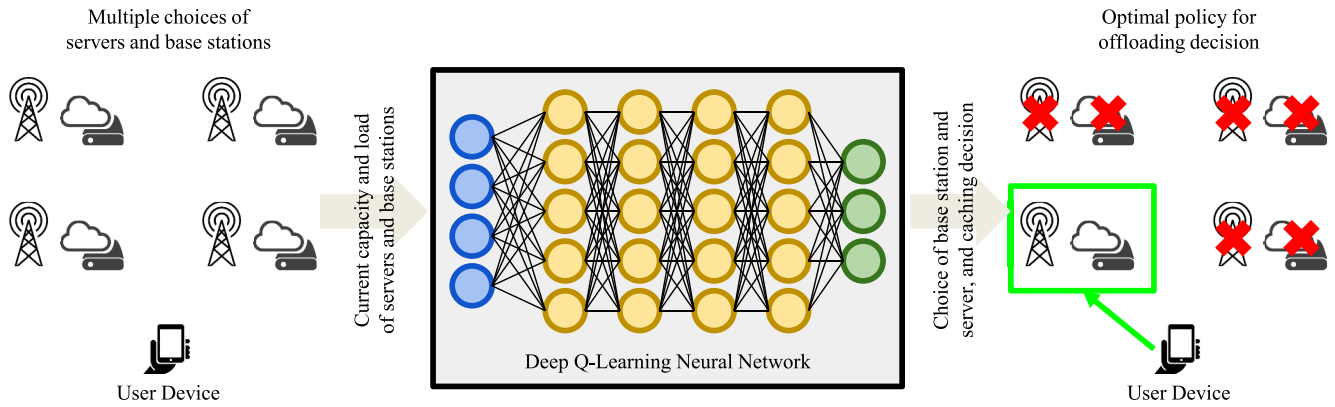 Multiple choices of
servers and base stations
User Device
Current capacity and load
of servers and base stations
Deep Q-Learning Neural Network
Choice of base station and
server, and caching decision
Optimal policy for
offloading decision
User Device